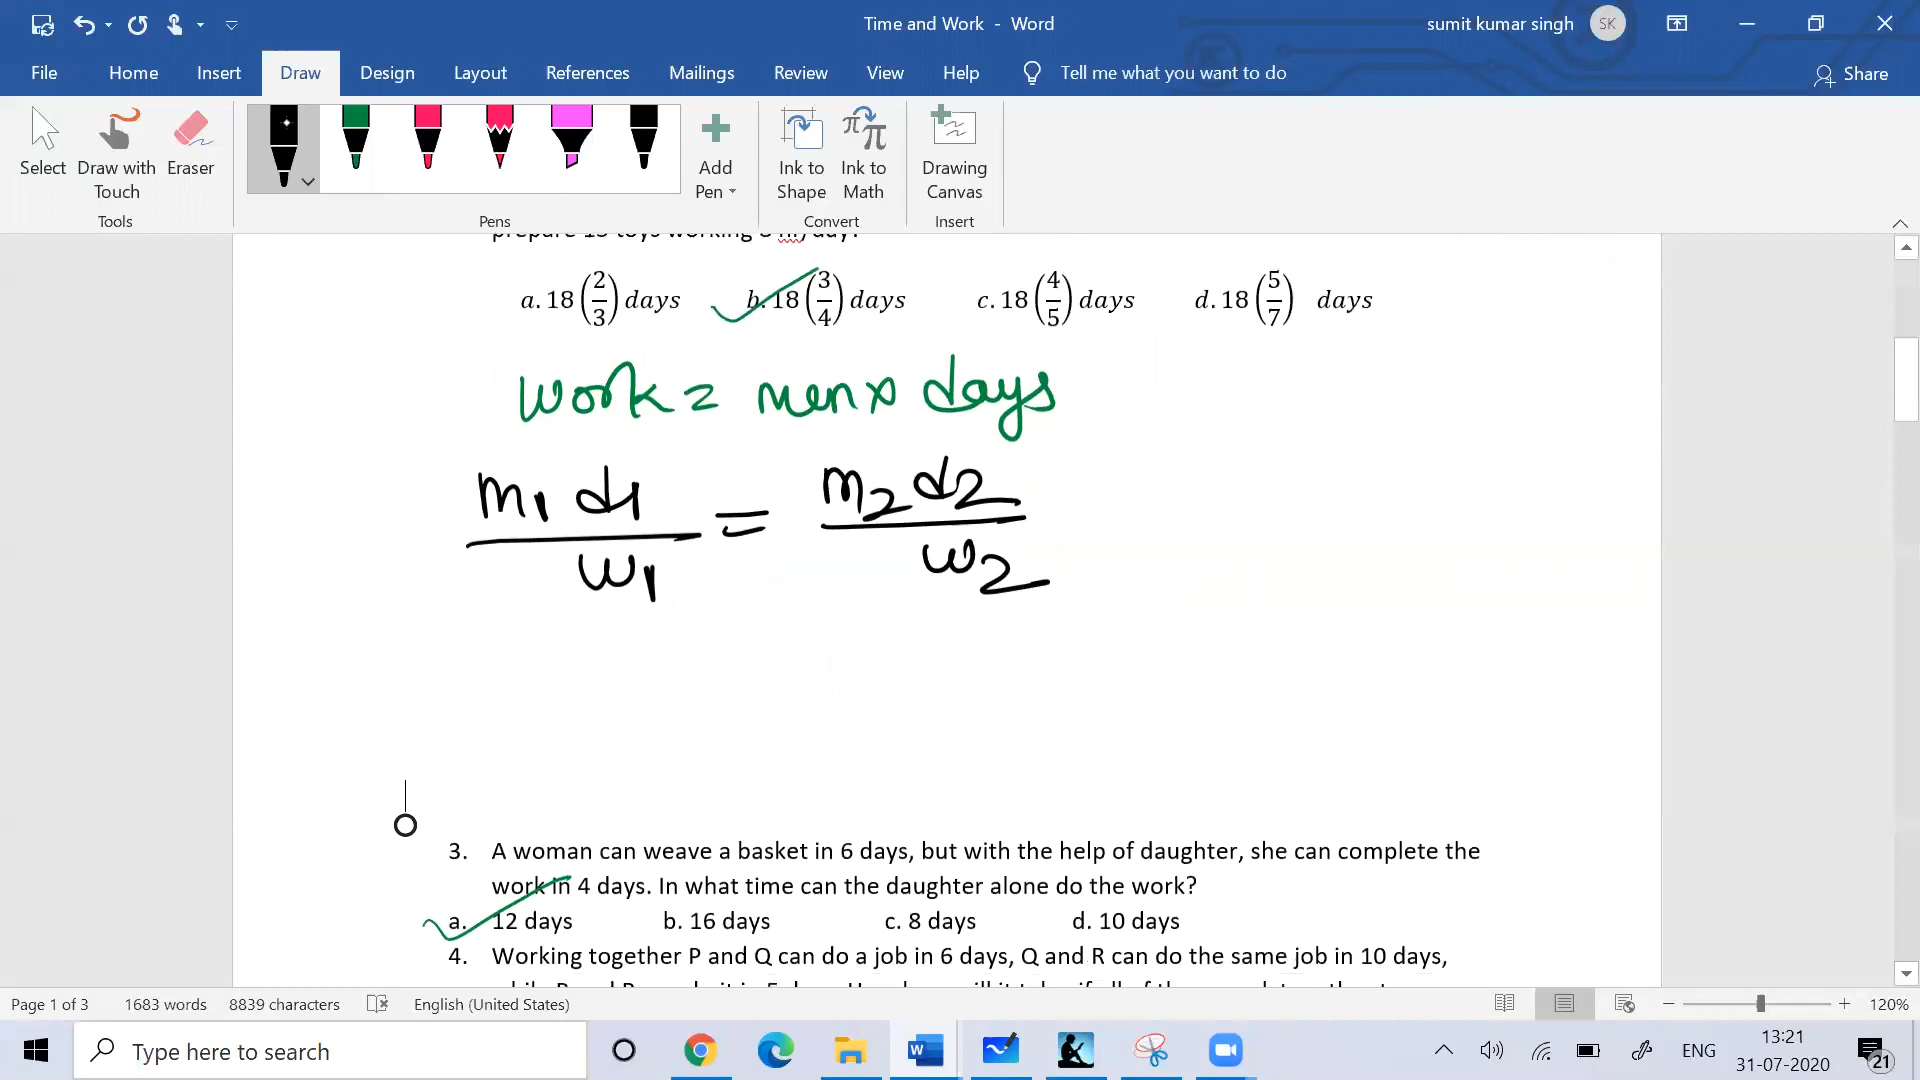 Time and Work - Word
sumit kumar singh SK
File Home Insert Draw Design Layout References Mailings Review View Help Tell me what you want to do Share
Select Draw with Touch Eraser Add Pen Ink to Shape Ink to Math Drawing Canvas
Tools Pens Convert Insert
prepare 15 toys working 8 hr/day?
a. 18 (2/3) days b. 18 (3/4) days c. 18 (4/5) days d. 18 (5/7) days
work = men x days
m1 d1 / w1 = m2 d2 / w2
3. A woman can weave a basket in 6 days, but with the help of daughter, she can complete the
work in 4 days. In what time can the daughter alone do the work?
a. 12 days b. 16 days c. 8 days d. 10 days
4. Working together P and Q can do a job in 6 days, Q and R can do the same job in 10 days,
Page 1 of 3 1683 words 8839 characters English (United States) 120%
Type here to search ENG 13:21
31-07-2020 21